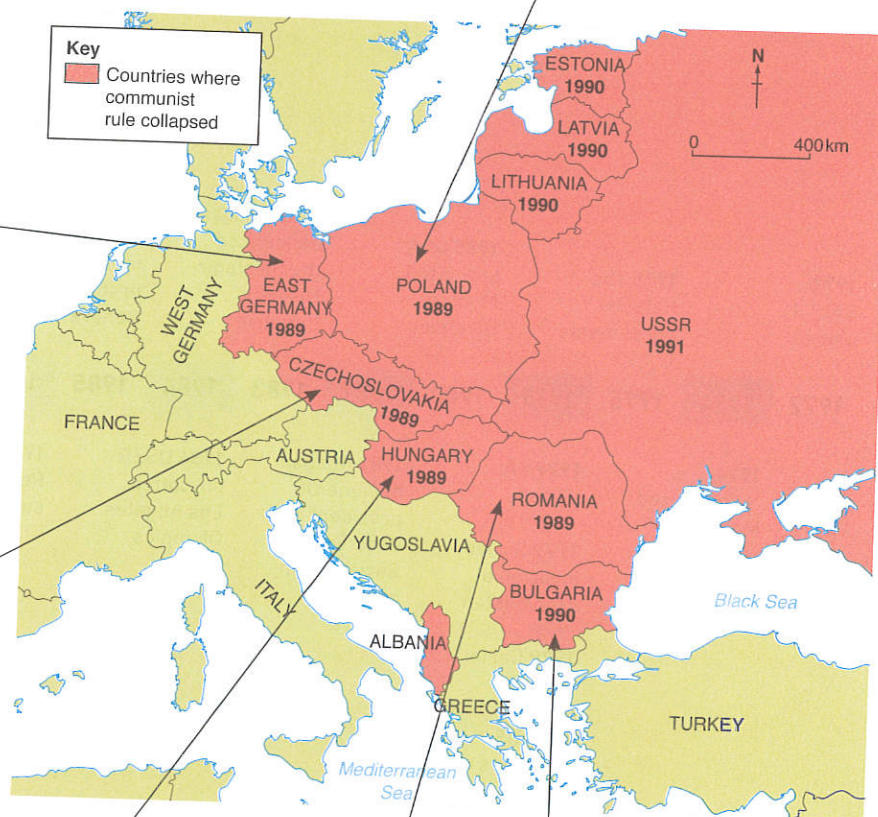 Key
Countries where
communist
rule collapsed
N
0 400 km
ESTONIA
1990
LATVIA
1990
LITHUANIA
1990
EAST
GERMANY
1989
POLAND
1989
WEST
GERMANY
USSR
1991
CZECHOSLOVAKIA
1989
FRANCE
AUSTRIA
HUNGARY
1989
ROMANIA
1989
YUGOSLAVIA
BULGARIA
1990
Black Sea
ITALY
ALBANIA
GREECE
TURKEY
Mediterranean
Sea